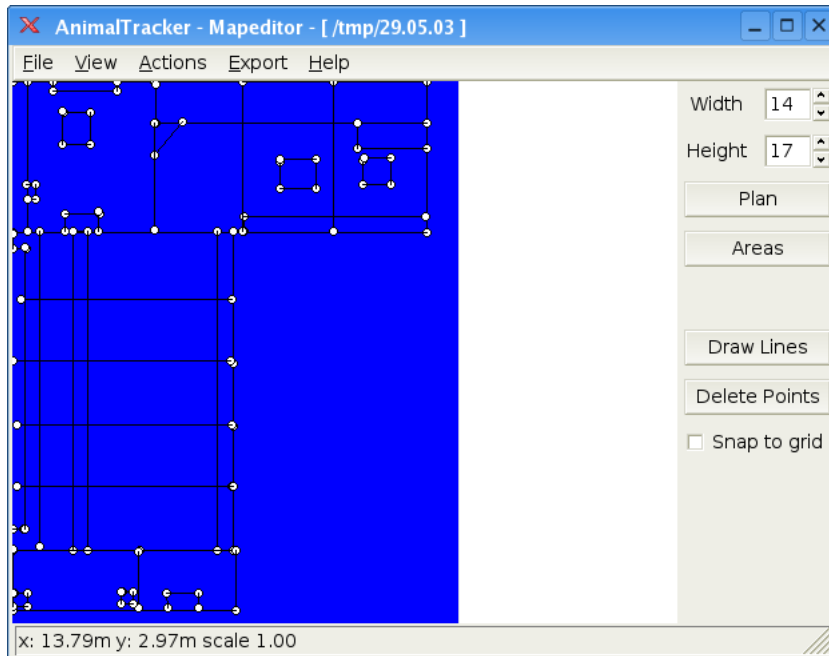 AnimalTracker - Mapeditor - [ /tmp/29.05.03 ]
File View Actions Export Help
Width 14
Height 17
Plan
Areas
Draw Lines
Delete Points
Snap to grid
x: 13.79m y: 2.97m scale 1.00